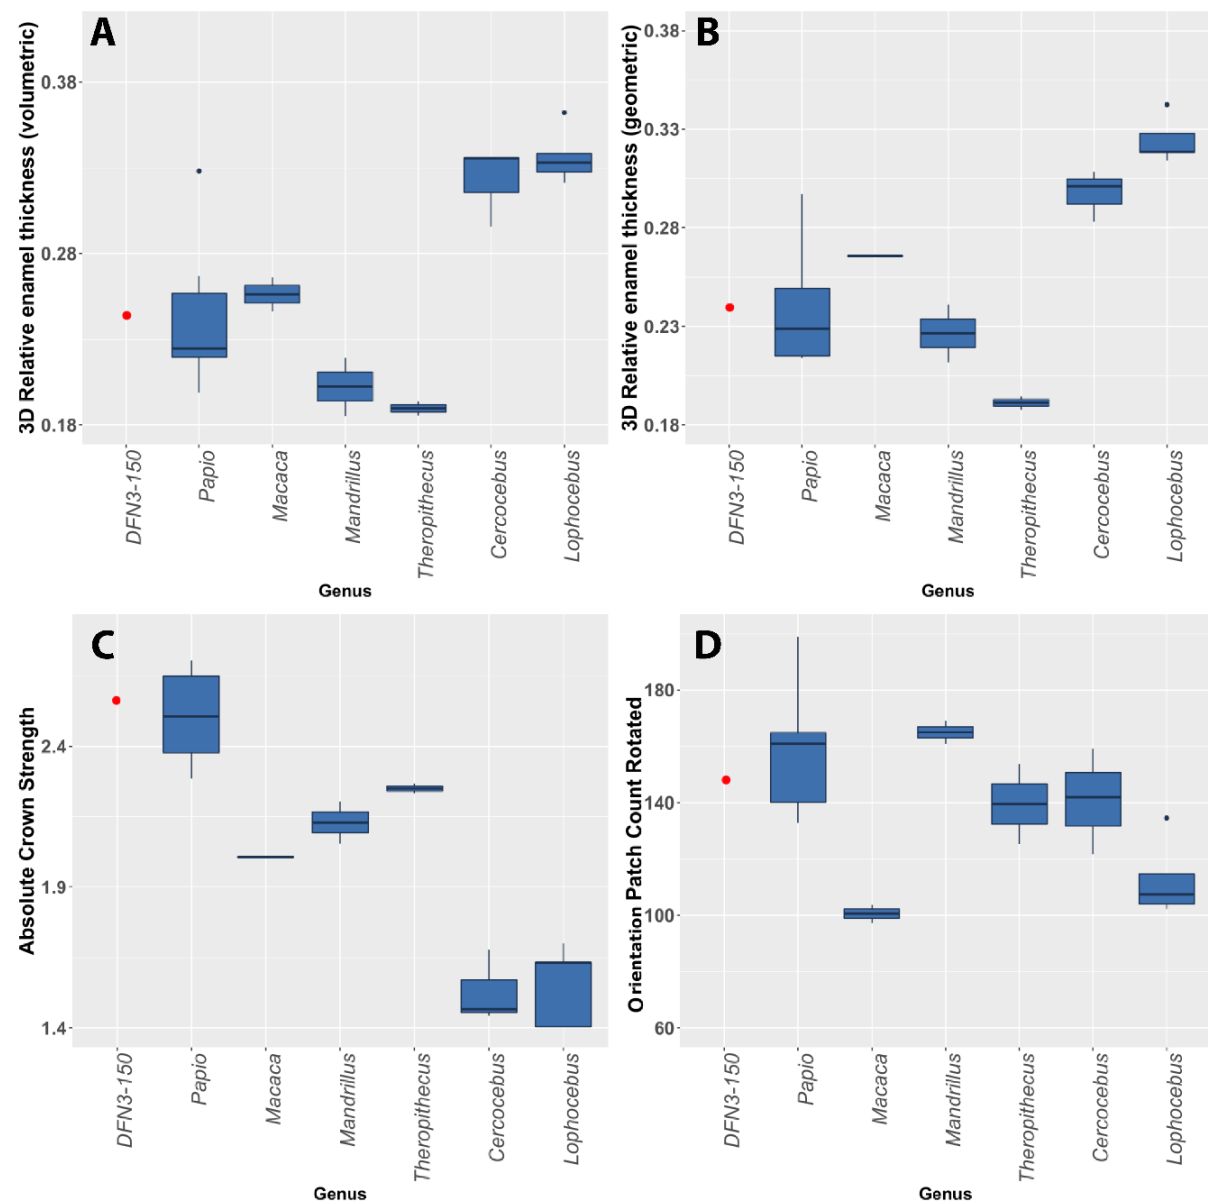 A
3D Relative enamel thickness (volumetric)
0.38
0.28
0.18
DFN3-150
Papio
Macaca
Mandrillus
Theropithecus
Cercocebus
Lophocebus
Genus
B
3D Relative enamel thickness (geometric)
0.38
0.33
0.28
0.23
0.18
DFN3-150
Papio
Macaca
Mandrillus
Theropithecus
Cercocebus
Lophocebus
Genus
C
Absolute Crown Strength
2.4
1.9
1.4
DFN3-150
Papio
Macaca
Mandrillus
Theropithecus
Cercocebus
Lophocebus
Genus
D
Orientation Patch Count Rotated
180
140
100
60
DFN3-150
Papio
Macaca
Mandrillus
Theropithecus
Cercocebus
Lophocebus
Genus